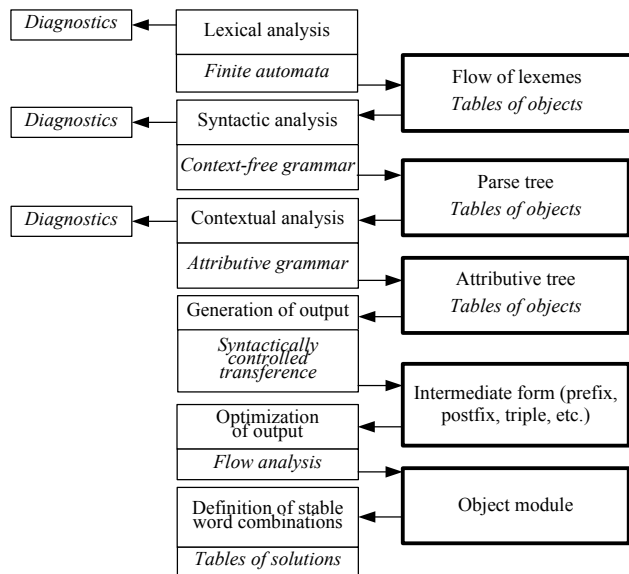 Diagnostics
Lexical analysis
Finite automata
Flow of lexemes
Tables of objects
Diagnostics
Syntactic analysis
Context-free grammar
Parse tree
Tables of objects
Diagnostics
Contextual analysis
Attributive grammar
Attributive tree
Tables of objects
Generation of output
Syntactically
controlled
transference
Intermediate form (prefix,
postfix, triple, etc.)
Optimization
of output
Flow analysis
Object module
Definition of stable
word combinations
Tables of solutions